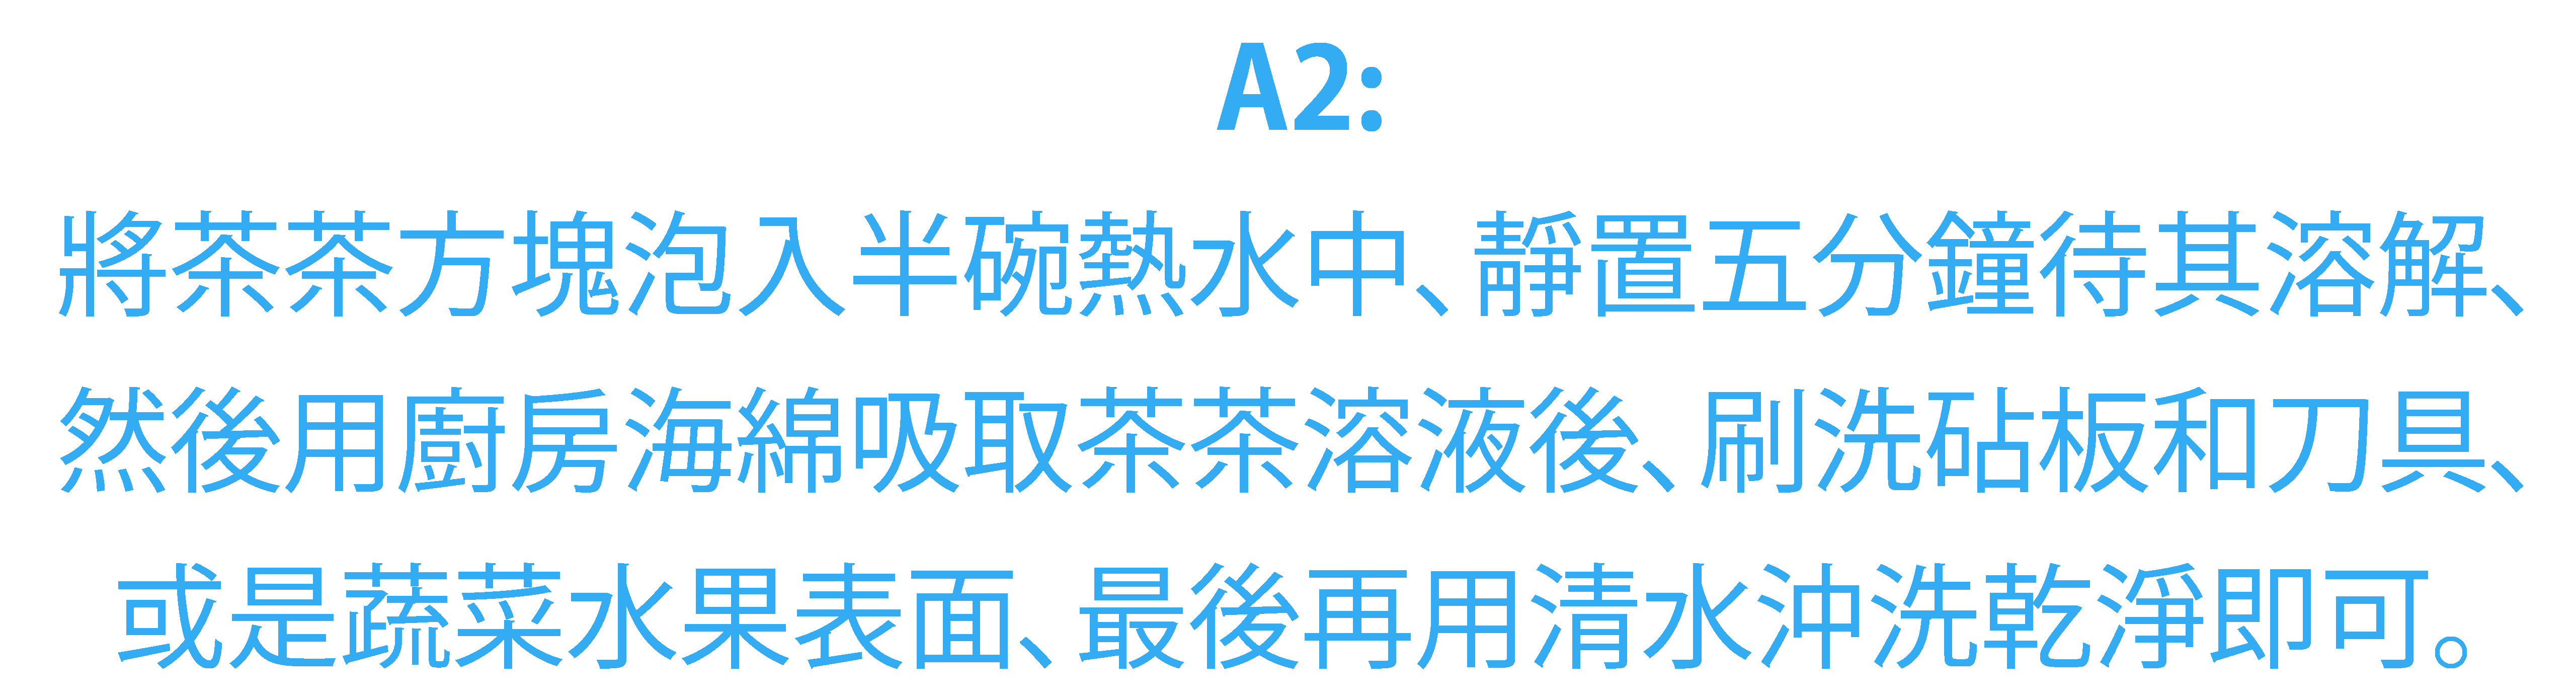 A2:
將茶茶方塊泡入半碗熱水中、靜置五分鐘待其溶解、
然後用廚房海綿吸取茶茶溶液後、刷洗砧板和刀具、
或是蔬菜水果表面、最後再用清水沖洗乾淨即可。